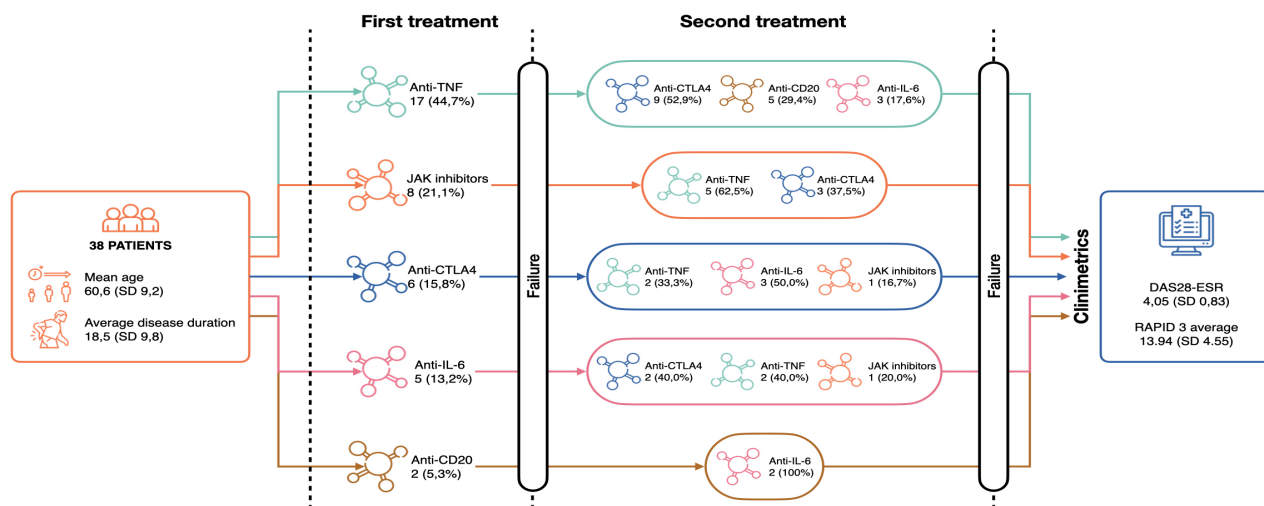 First treatment
Second treatment
Anti-TNF
17 (44,7%)
Anti-CTLA4
9 (52,9%)
Anti-CD20
5 (29,4%)
Anti-IL-6
3 (17,6%)
JAK inhibitors
8 (21,1%)
Anti-TNF
5 (62,5%)
Anti-CTLA4
3 (37,5%)
38 PATIENTS
Mean age
60,6 (SD 9,2)
Average disease duration
18,5 (SD 9,8)
Anti-CTLA4
6 (15,8%)
Failure
Anti-TNF
2 (33,3%)
Anti-IL-6
3 (50,0%)
JAK inhibitors
1 (16,7%)
Failure
Clinimetrics
DAS28-ESR
4,05 (SD 0,83)
RAPID 3 average
13.94 (SD 4.55)
Anti-IL-6
5 (13,2%)
Anti-CTLA4
2 (40,0%)
Anti-TNF
2 (40,0%)
JAK inhibitors
1 (20,0%)
Anti-CD20
2 (5,3%)
Anti-IL-6
2 (100%)